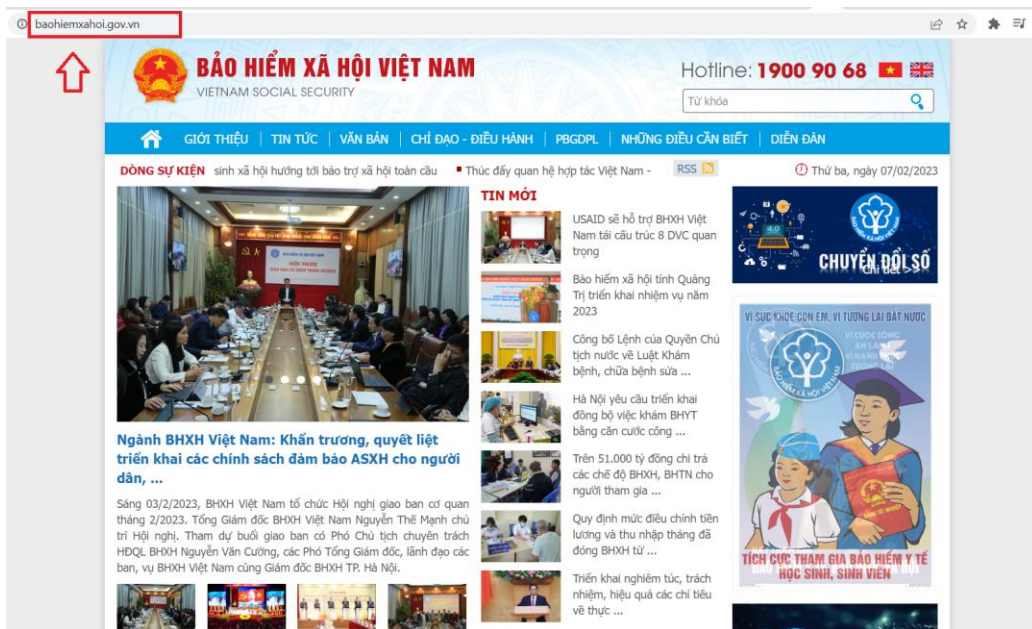 baohiemxahoi.gov.vn
BẢO HIỂM XÃ HỘI VIỆT NAM
VIETNAM SOCIAL SECURITY
Hotline: 1900 90 68
Từ khóa
GIỚI THIỆU | TIN TỨC | VĂN BẢN | CHỈ ĐẠO - ĐIỀU HÀNH | PBGDPL | NHỮNG ĐIỀU CẦN BIẾT | DIỄN ĐÀN
DÒNG SỰ KIỆN sinh xã hội hướng tới bảo trợ xã hội toàn cầu ▪ Thúc đẩy quan hệ hợp tác Việt Nam - RSS Thứ ba, ngày 07/02/2023
HỘI NGHỊ
Ngành BHXH Việt Nam: Khẩn trương, quyết liệt
triển khai các chính sách đảm bảo ASXH cho người
dân, ...
Sáng 03/2/2023, BHXH Việt Nam tổ chức Hội nghị giao ban cơ quan
tháng 2/2023. Tổng Giám đốc BHXH Việt Nam Nguyễn Thế Mạnh chủ
trì Hội nghị. Tham dự buổi giao ban có Phó Chủ tịch chuyên trách
HĐQL BHXH Nguyễn Văn Cường, các Phó Tổng Giám đốc, lãnh đạo các
ban, vụ BHXH Việt Nam cùng Giám đốc BHXH TP. Hà Nội.
TIN MỚI
USAID sẽ hỗ trợ BHXH Việt
Nam tái cấu trúc 8 DVC quan
trọng
Bảo hiểm xã hội tỉnh Quảng
Trị triển khai nhiệm vụ năm
2023
Công bố Lệnh của Quyền Chủ
tịch nước về Luật Khám
bệnh, chữa bệnh sửa ...
Hà Nội yêu cầu triển khai
đồng bộ việc khám BHYT
bằng căn cước công ...
Trên 51.000 tỷ đồng chi trả
các chế độ BHXH, BHTN cho
người tham gia ...
Quy định mức điều chỉnh tiền
lương và thu nhập tháng đã
đóng BHXH từ ...
Triển khai nghiêm túc, trách
nhiệm, hiệu quả các chỉ tiêu
về thực ...
4.0
CHUYỂN ĐỔI SỐ
Chi tiết >>
VÌ SỨC KHỎE CON EM, VÌ TƯƠNG LAI ĐẤT NƯỚC
BẢO HIỂM XÃ HỘI VIỆT NAM
TÍCH CỰC THAM GIA BẢO HIỂM Y TẾ
HỌC SINH, SINH VIÊN